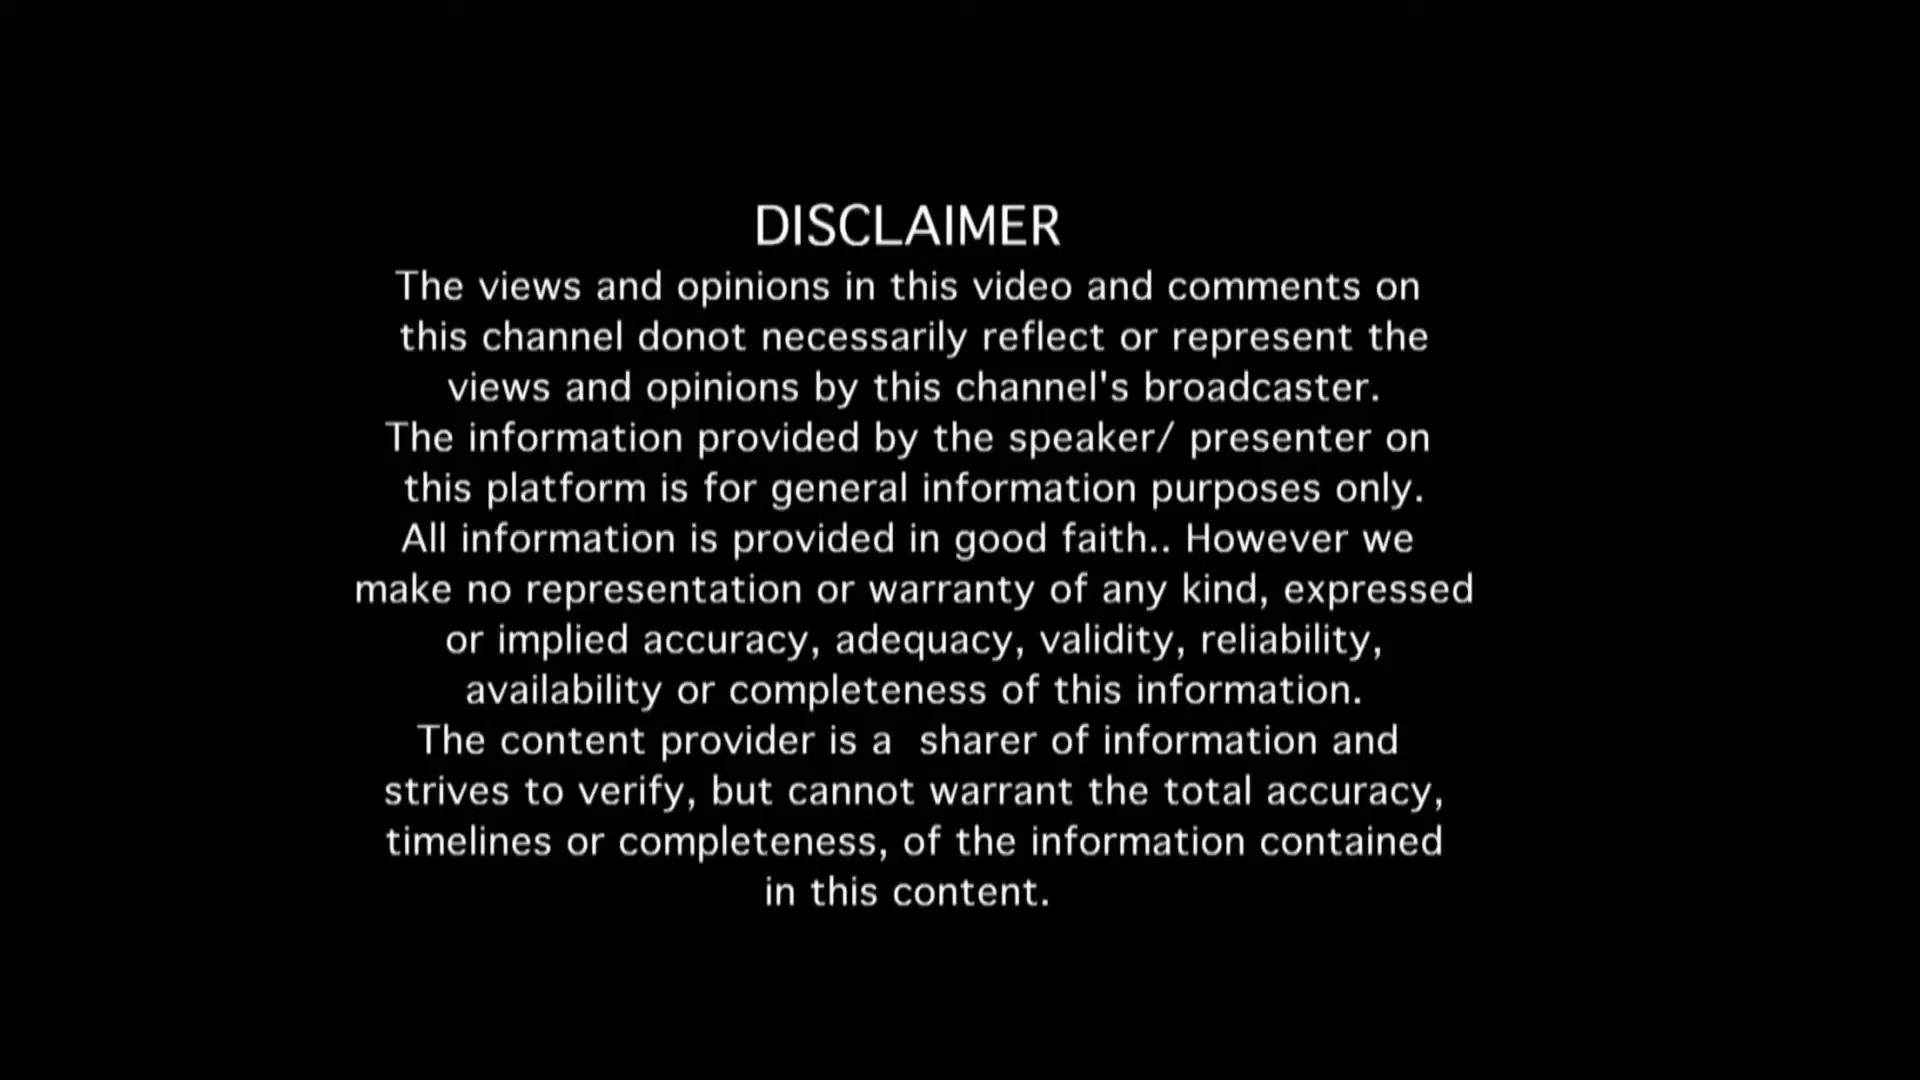 DISCLAIMER
The views and opinions in this video and comments on
this channel donot necessarily reflect or represent the
views and opinions by this channel's broadcaster.
The information provided by the speaker/ presenter on
this platform is for general information purposes only.
All information is provided in good faith.. However we
make no representation or warranty of any kind, expressed
or implied accuracy, adequacy, validity, reliability,
availability or completeness of this information.
The content provider is a  sharer of information and
strives to verify, but cannot warrant the total accuracy,
timelines or completeness, of the information contained
in this content.